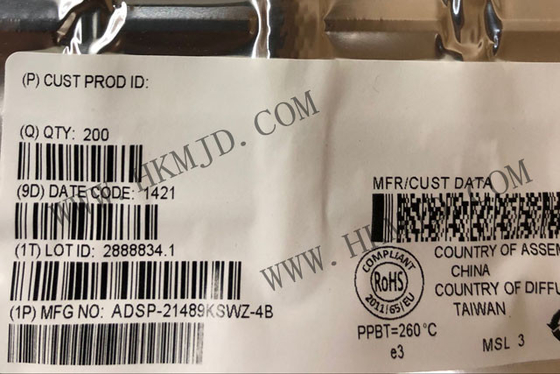 (P) CUST PROD ID:
(Q) QTY: 200
(9D) DATE CODE: 1421
(1T) LOT ID: 2888834.1
(1P) MFG NO: ADSP-21489KSWZ-4B
MFR/CUST DATA
COUNTRY OF ASSEM
CHINA
COUNTRY OF DIFFU
TAIWAN
COMPLIANT
RoHS
2011/65/EU
PPBT=260°C
e3
MSL 3
WWW.HKMJD.COM
WWW.HKMJD.COM